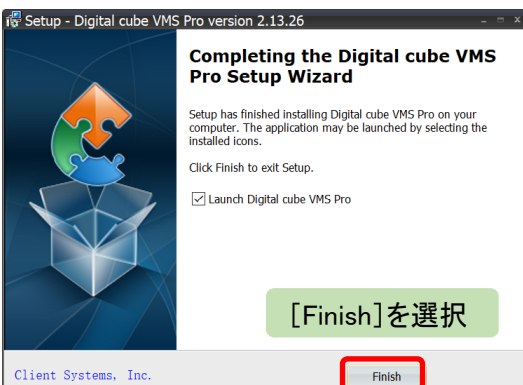 Setup - Digital cube VMS Pro version 2.13.26
Completing the Digital cube VMS
Pro Setup Wizard
Setup has finished installing Digital cube VMS Pro on your
computer. The application may be launched by selecting the
installed icons.
Click Finish to exit Setup.
Launch Digital cube VMS Pro
[Finish]を選択
Client Systems, Inc.
Finish